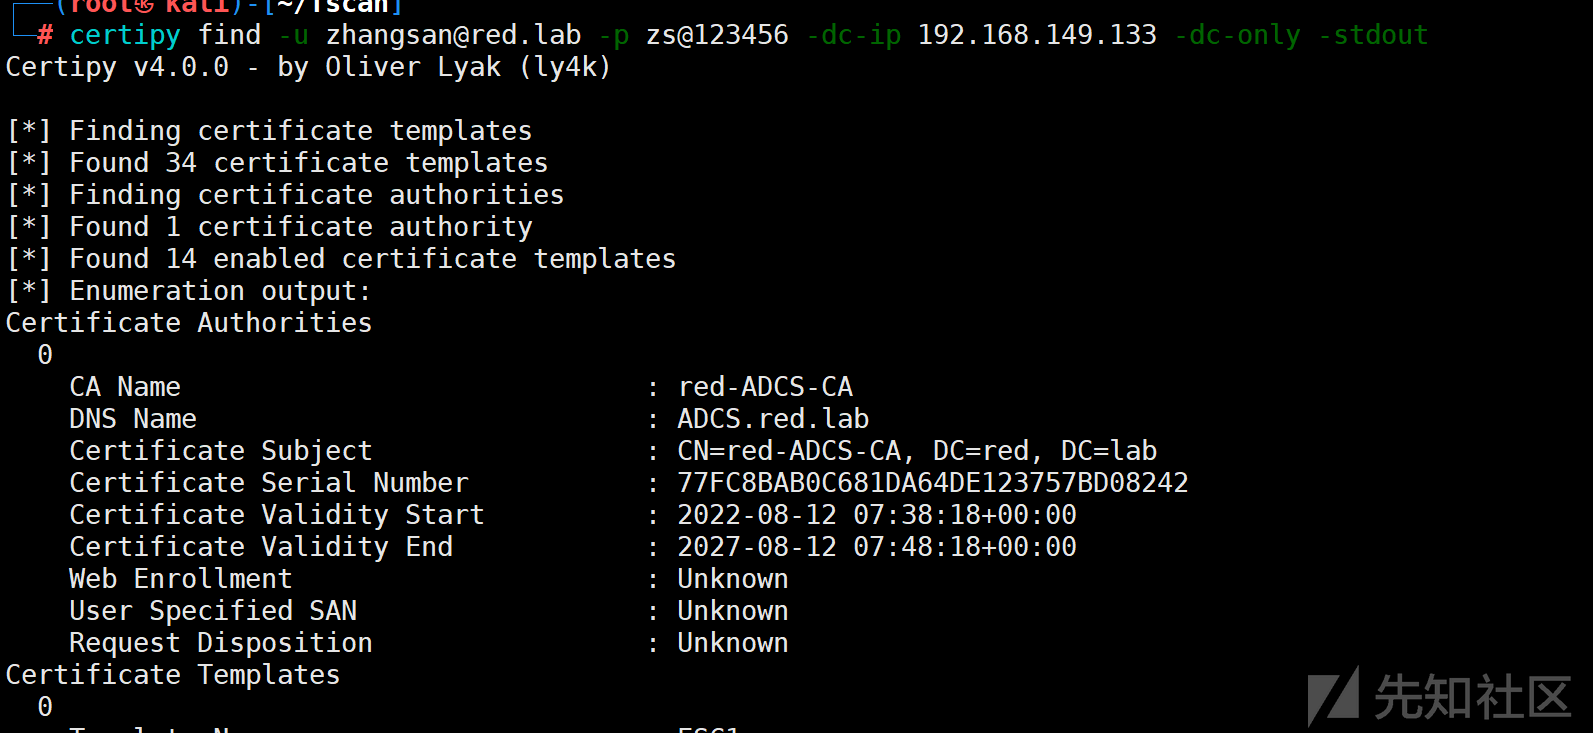 (root㉿kali)-[~/fscan]
# certipy find -u zhangsan@red.lab -p zs@123456 -dc-ip 192.168.149.133 -dc-only -stdout
Certipy v4.0.0 - by Oliver Lyak (ly4k)
[*] Finding certificate templates
[*] Found 34 certificate templates
[*] Finding certificate authorities
[*] Found 1 certificate authority
[*] Found 14 enabled certificate templates
[*] Enumeration output:
Certificate Authorities
0
CA Name : red-ADCS-CA
DNS Name : ADCS.red.lab
Certificate Subject : CN=red-ADCS-CA, DC=red, DC=lab
Certificate Serial Number : 77FC8BAB0C681DA64DE123757BD08242
Certificate Validity Start : 2022-08-12 07:38:18+00:00
Certificate Validity End : 2027-08-12 07:48:18+00:00
Web Enrollment : Unknown
User Specified SAN : Unknown
Request Disposition : Unknown
Certificate Templates
0
先知社区